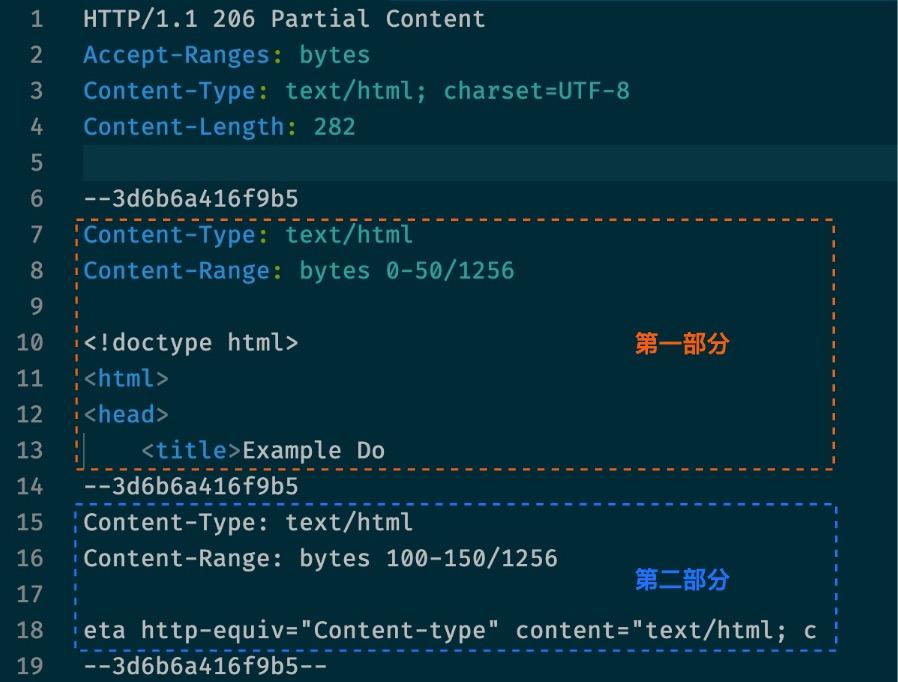 1 HTTP/1.1 206 Partial Content
2 Accept-Ranges: bytes
3 Content-Type: text/html; charset=UTF-8
4 Content-Length: 282
5
6 --3d6b6a416f9b5
7 Content-Type: text/html
8 Content-Range: bytes 0-50/1256
9
10 <!doctype html> 第一部分
11 <html>
12 <head>
13     <title>Example Do
14 --3d6b6a416f9b5
15 Content-Type: text/html
16 Content-Range: bytes 100-150/1256
第二部分
17
18 eta http-equiv="Content-type" content="text/html; c
19 --3d6b6a416f9b5--